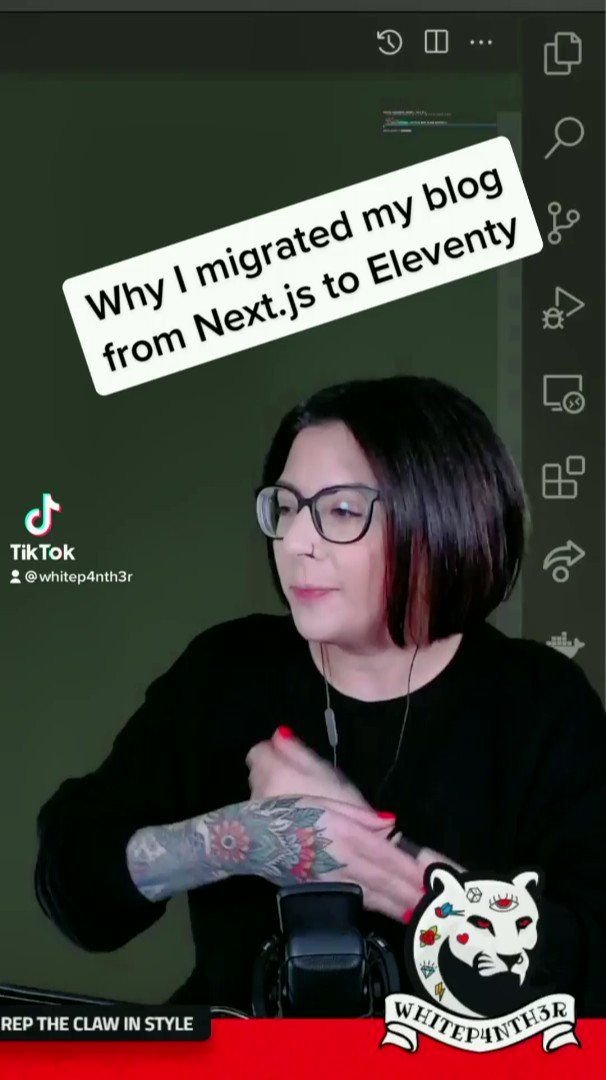 Why I migrated my blog
from Next.js to Eleventy
TikTok
@whitep4nth3r
REP THE CLAW IN STYLE
WHITEP4NTH3R